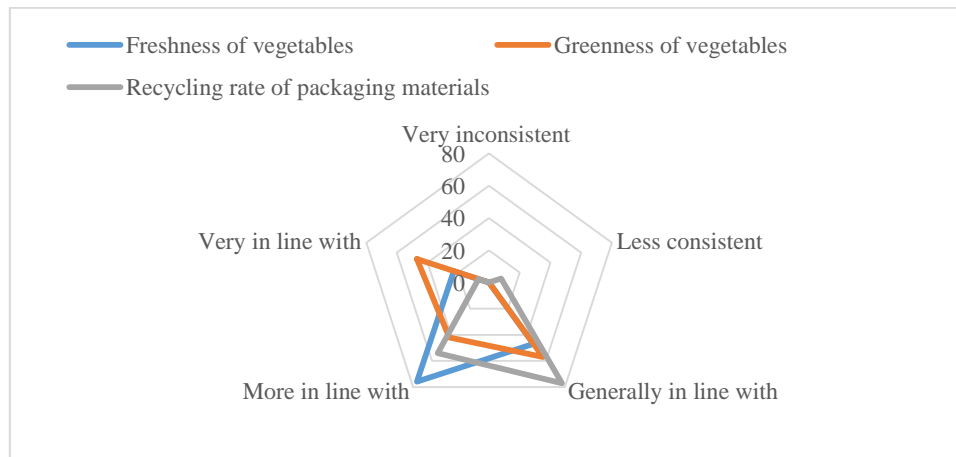 Freshness of vegetables
Greenness of vegetables
Recycling rate of packaging materials
Very inconsistent
80
60
40
20
0
Very in line with
Less consistent
More in line with
Generally in line with